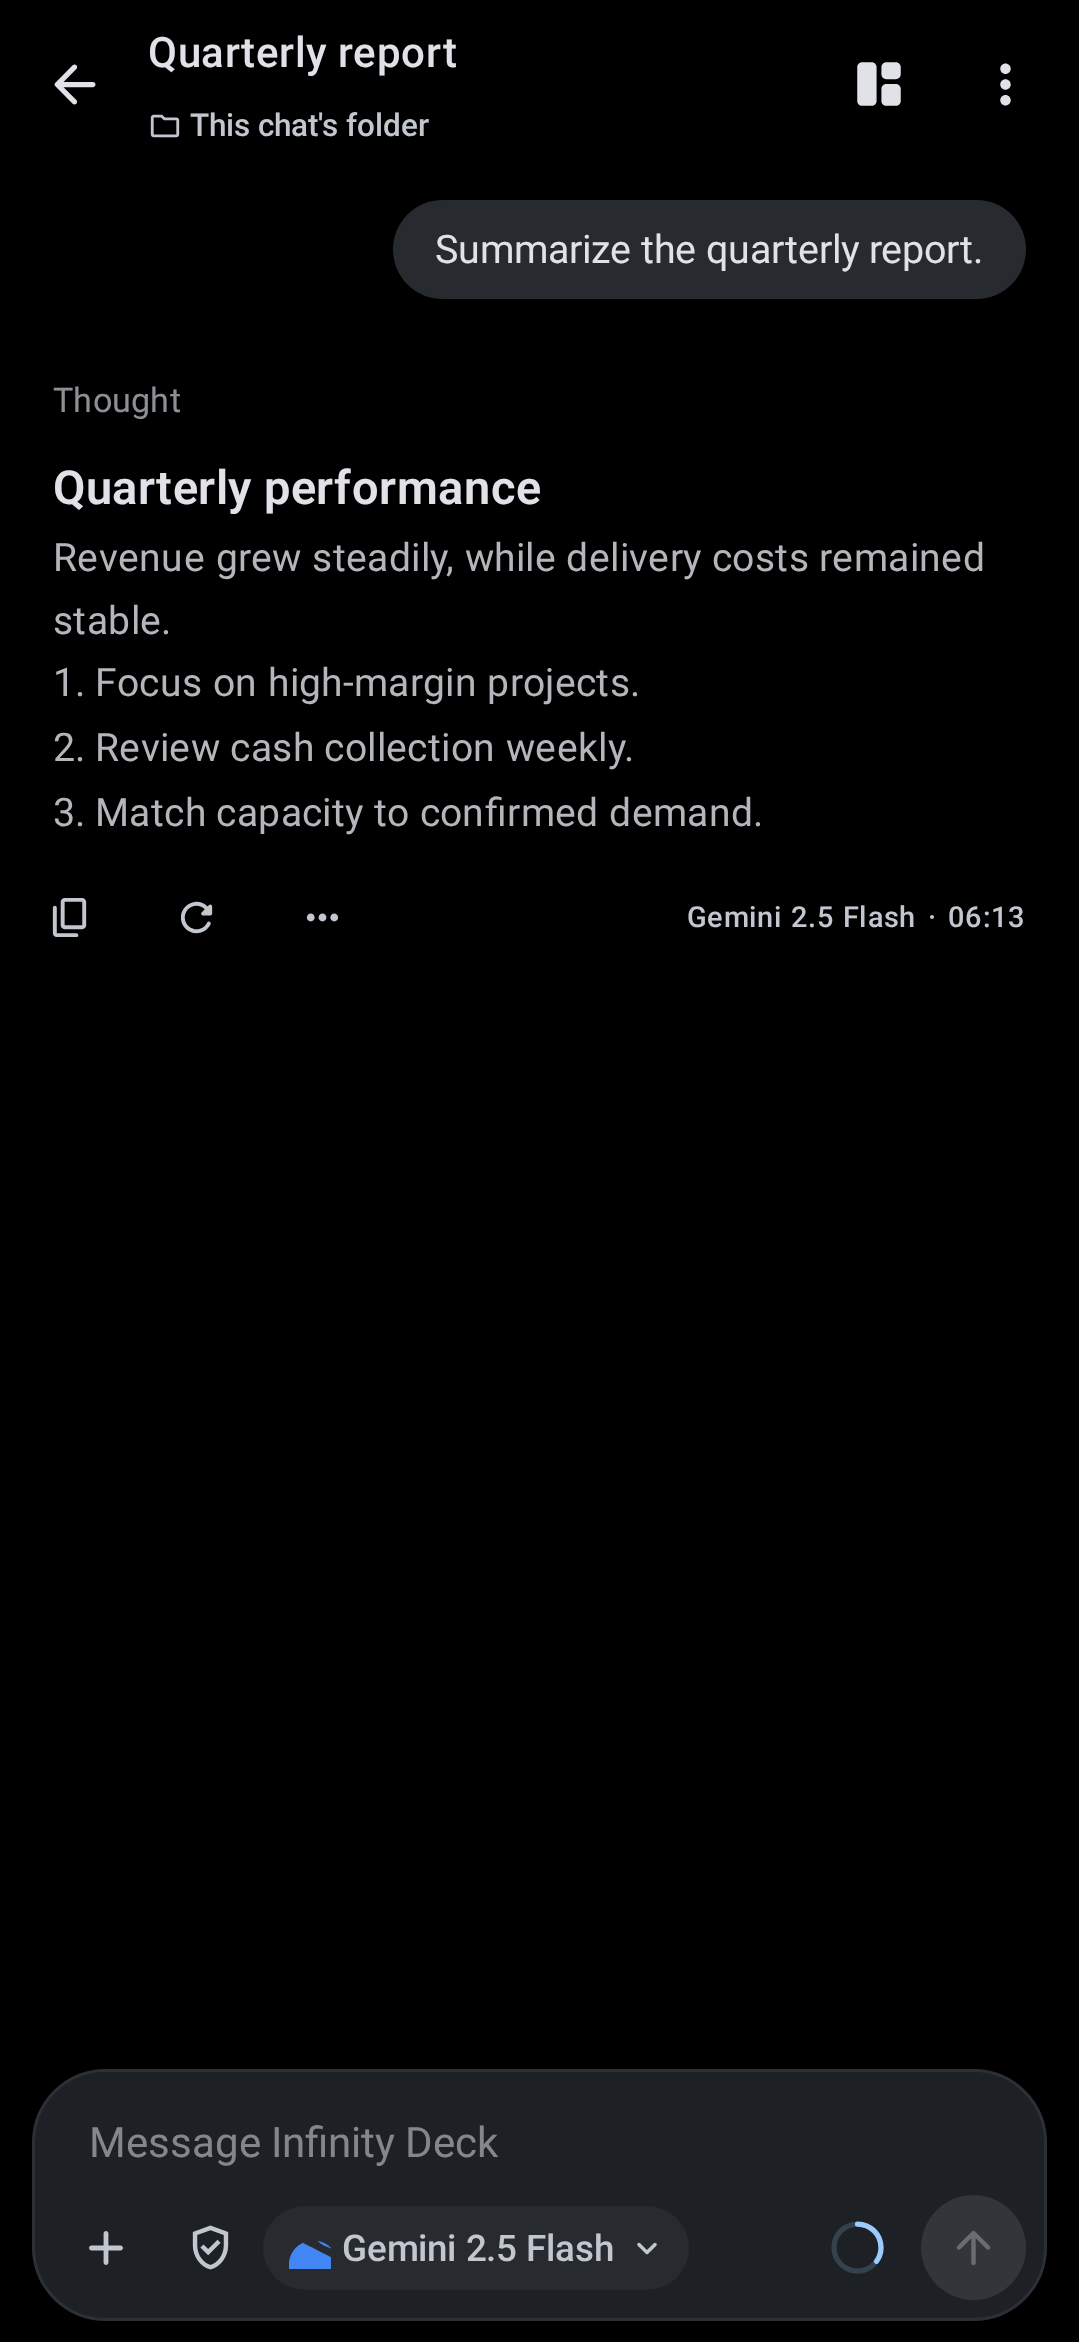 Quarterly report
This chat's folder
Summarize the quarterly report.
Thought
Quarterly performance
Revenue grew steadily, while delivery costs remained
stable.
1. Focus on high-margin projects.
2. Review cash collection weekly.
3. Match capacity to confirmed demand.
Gemini 2.5 Flash · 06:13
Message Infinity Deck
Gemini 2.5 Flash